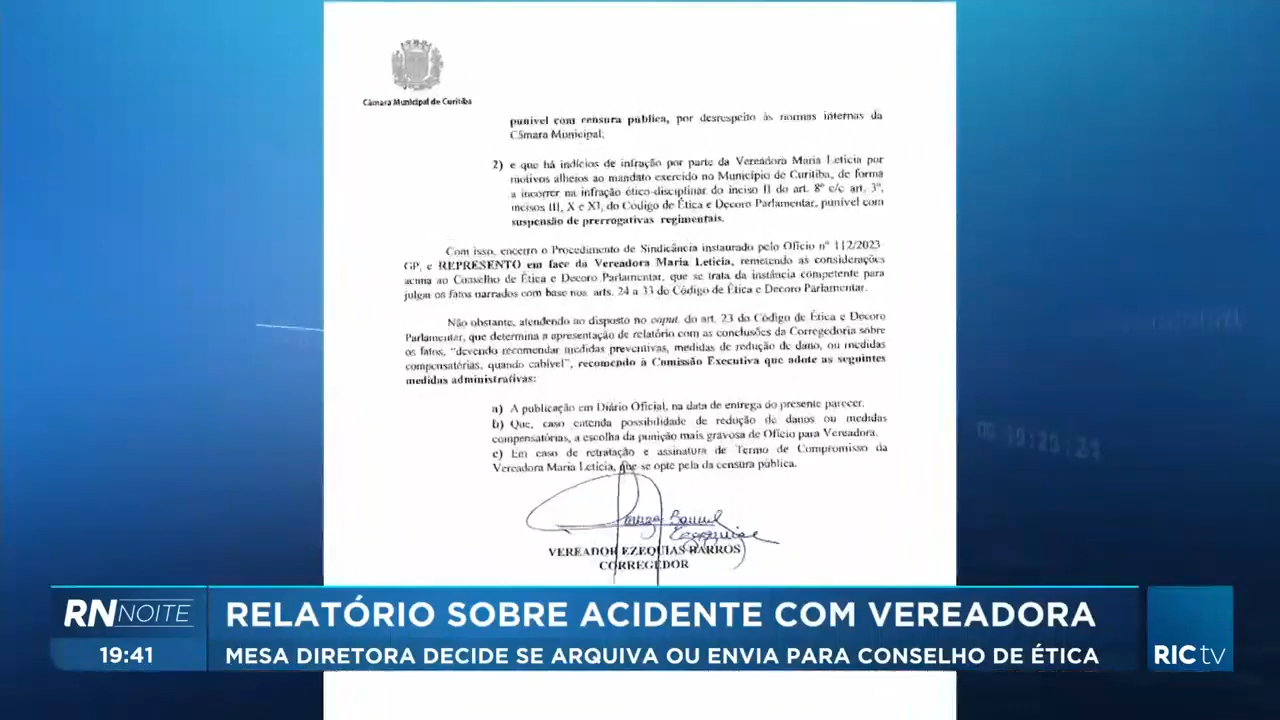 Câmara Municipal de Curitiba
punível com censura pública, por desrespeito às normas internas da
Câmara Municipal;
2) e que há indícios de infração por parte da Vereadora Maria Leticia por
motivos alheios ao mandato exercido no Município de Curitiba, de forma
a incorrer na infração ético-disciplinar do inciso II do art. 8º c/c art. 3º,
incisos III, X e XI, do Código de Ética e Decoro Parlamentar, punível com
suspensão de prerrogativas regimentais.
Com isso, encerro o Procedimento de Sindicância instaurado pelo Ofício nº 112/2023
GP, e REPRESENTO em face da Vereadora Maria Leticia, remetendo as considerações
acima ao Conselho de Ética e Decoro Parlamentar, que se trata da instância competente para
julgar os fatos narrados com base nos arts. 24 a 33 do Código de Ética e Decoro Parlamentar.
Não obstante, atendendo ao disposto no caput. do art. 23 do Código de Ética e Decoro
Parlamentar, que determina a apresentação de relatório com as conclusões da Corregedoria sobre
os fatos, "devendo recomendar medidas preventivas, medidas de redução de dano, ou medidas
compensatórias, quando cabível", recomendo à Comissão Executiva que adote as seguintes
medidas administrativas:
a) A publicação em Diário Oficial, na data de entrega do presente parecer.
b) Que, caso entenda possibilidade de redução de danos ou medidas
compensatórias, a escolha da punição mais gravosa de Ofício para Vereadora.
c) Em caso de retratação e assinatura de Termo de Compromisso da
Vereadora Maria Leticia, que se opte pela da censura pública.
VEREADOR EZEQUIAS BARROS
CORREGEDOR
RN NOITE
RELATÓRIO SOBRE ACIDENTE COM VEREADORA
19:41
MESA DIRETORA DECIDE SE ARQUIVA OU ENVIA PARA CONSELHO DE ÉTICA
RIC tv